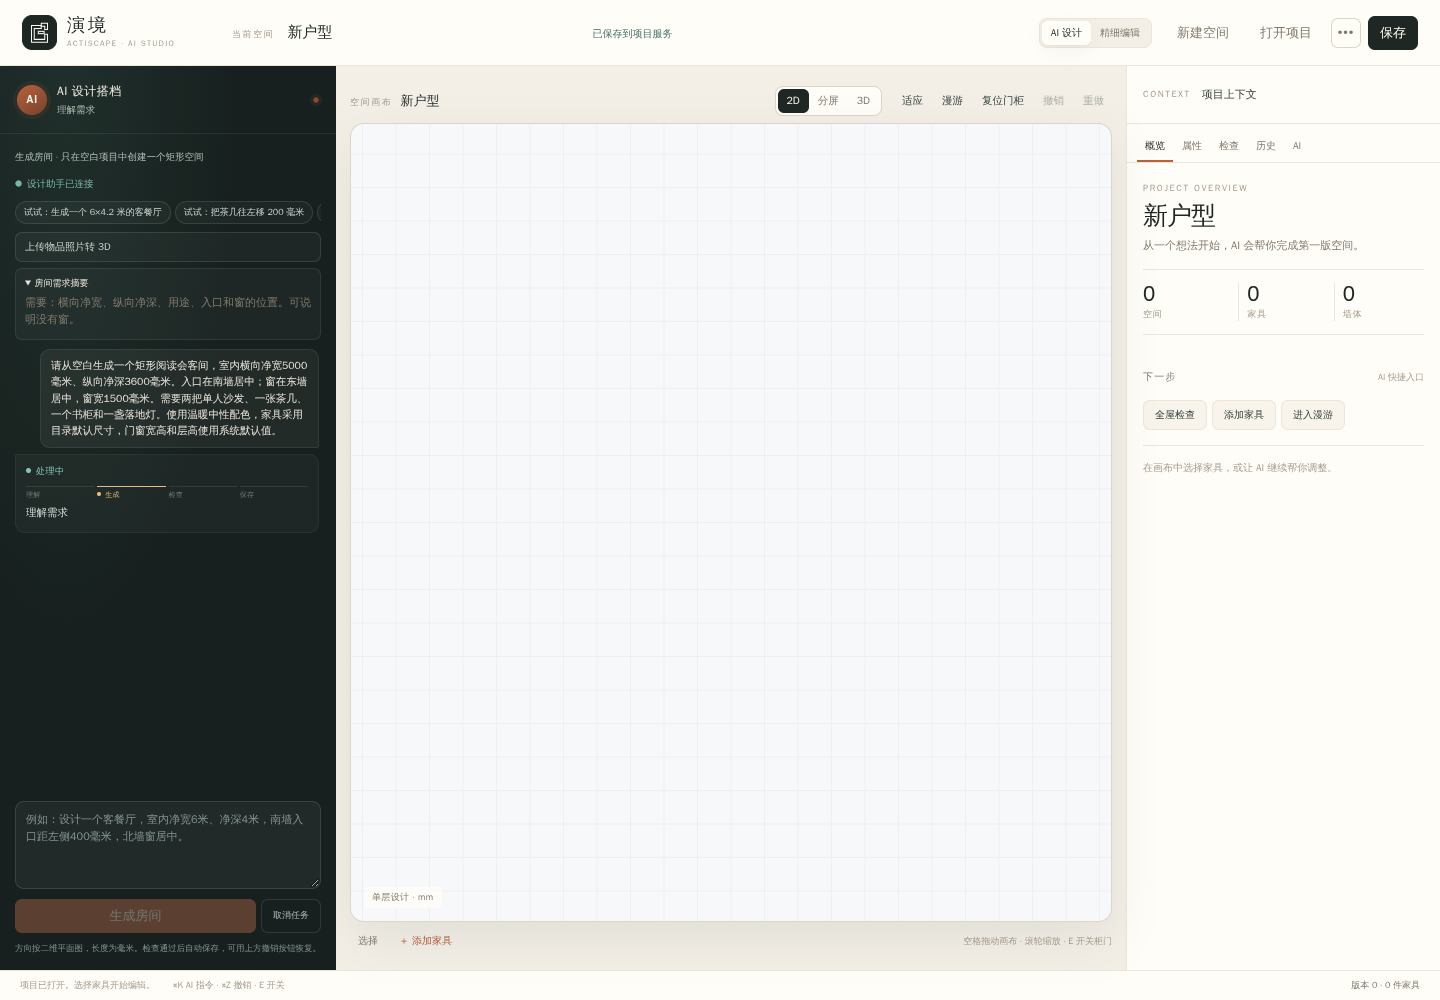 演境
ACTISCAPE · AI STUDIO
当前空间 新户型
已保存到项目服务
AI 设计 精细编辑
新建空间
打开项目
•••
保存
AI
AI 设计搭档
理解需求
生成房间 · 只在空白项目中创建一个矩形空间
设计助手已连接
试试：生成一个 6×4.2 米的客餐厅
试试：把茶几往左移 200 毫米
上传物品照片转 3D
▼ 房间需求摘要
需要：横向净宽、纵向净深、用途、入口和窗的位置。可说
明没有窗。
请从空白生成一个矩形阅读会客间，室内横向净宽5000
毫米、纵向净深3600毫米。入口在南墙居中；窗在东墙
居中，窗宽1500毫米。需要两把单人沙发、一张茶几、
一个书柜和一盏落地灯。使用温暖中性配色，家具采用
目录默认尺寸，门窗宽高和层高使用系统默认值。
处理中
理解 生成 检查 保存
理解需求
例如：设计一个客餐厅，室内净宽6米、净深4米，南墙入
口距左侧400毫米，北墙窗居中。
生成房间
取消任务
方向按二维平面图，长度为毫米。检查通过后自动保存，可用上方撤销按钮恢复。
空间画布 新户型
2D 分屏 3D
适应 漫游 复位门柜 撤销 重做
单层设计 · mm
选择
+ 添加家具
空格拖动画布 · 滚轮缩放 · E 开关柜门
CONTEXT 项目上下文
概览 属性 检查 历史 AI
PROJECT OVERVIEW
新户型
从一个想法开始，AI 会帮你完成第一版空间。
0 0 0
空间 家具 墙体
下一步
AI 快捷入口
全屋检查 添加家具 进入漫游
在画布中选择家具，或让 AI 继续帮你调整。
项目已打开。选择家具开始编辑。
⌘K AI 指令 · ⌘Z 撤销 · E 开关
版本 0 · 0 件家具